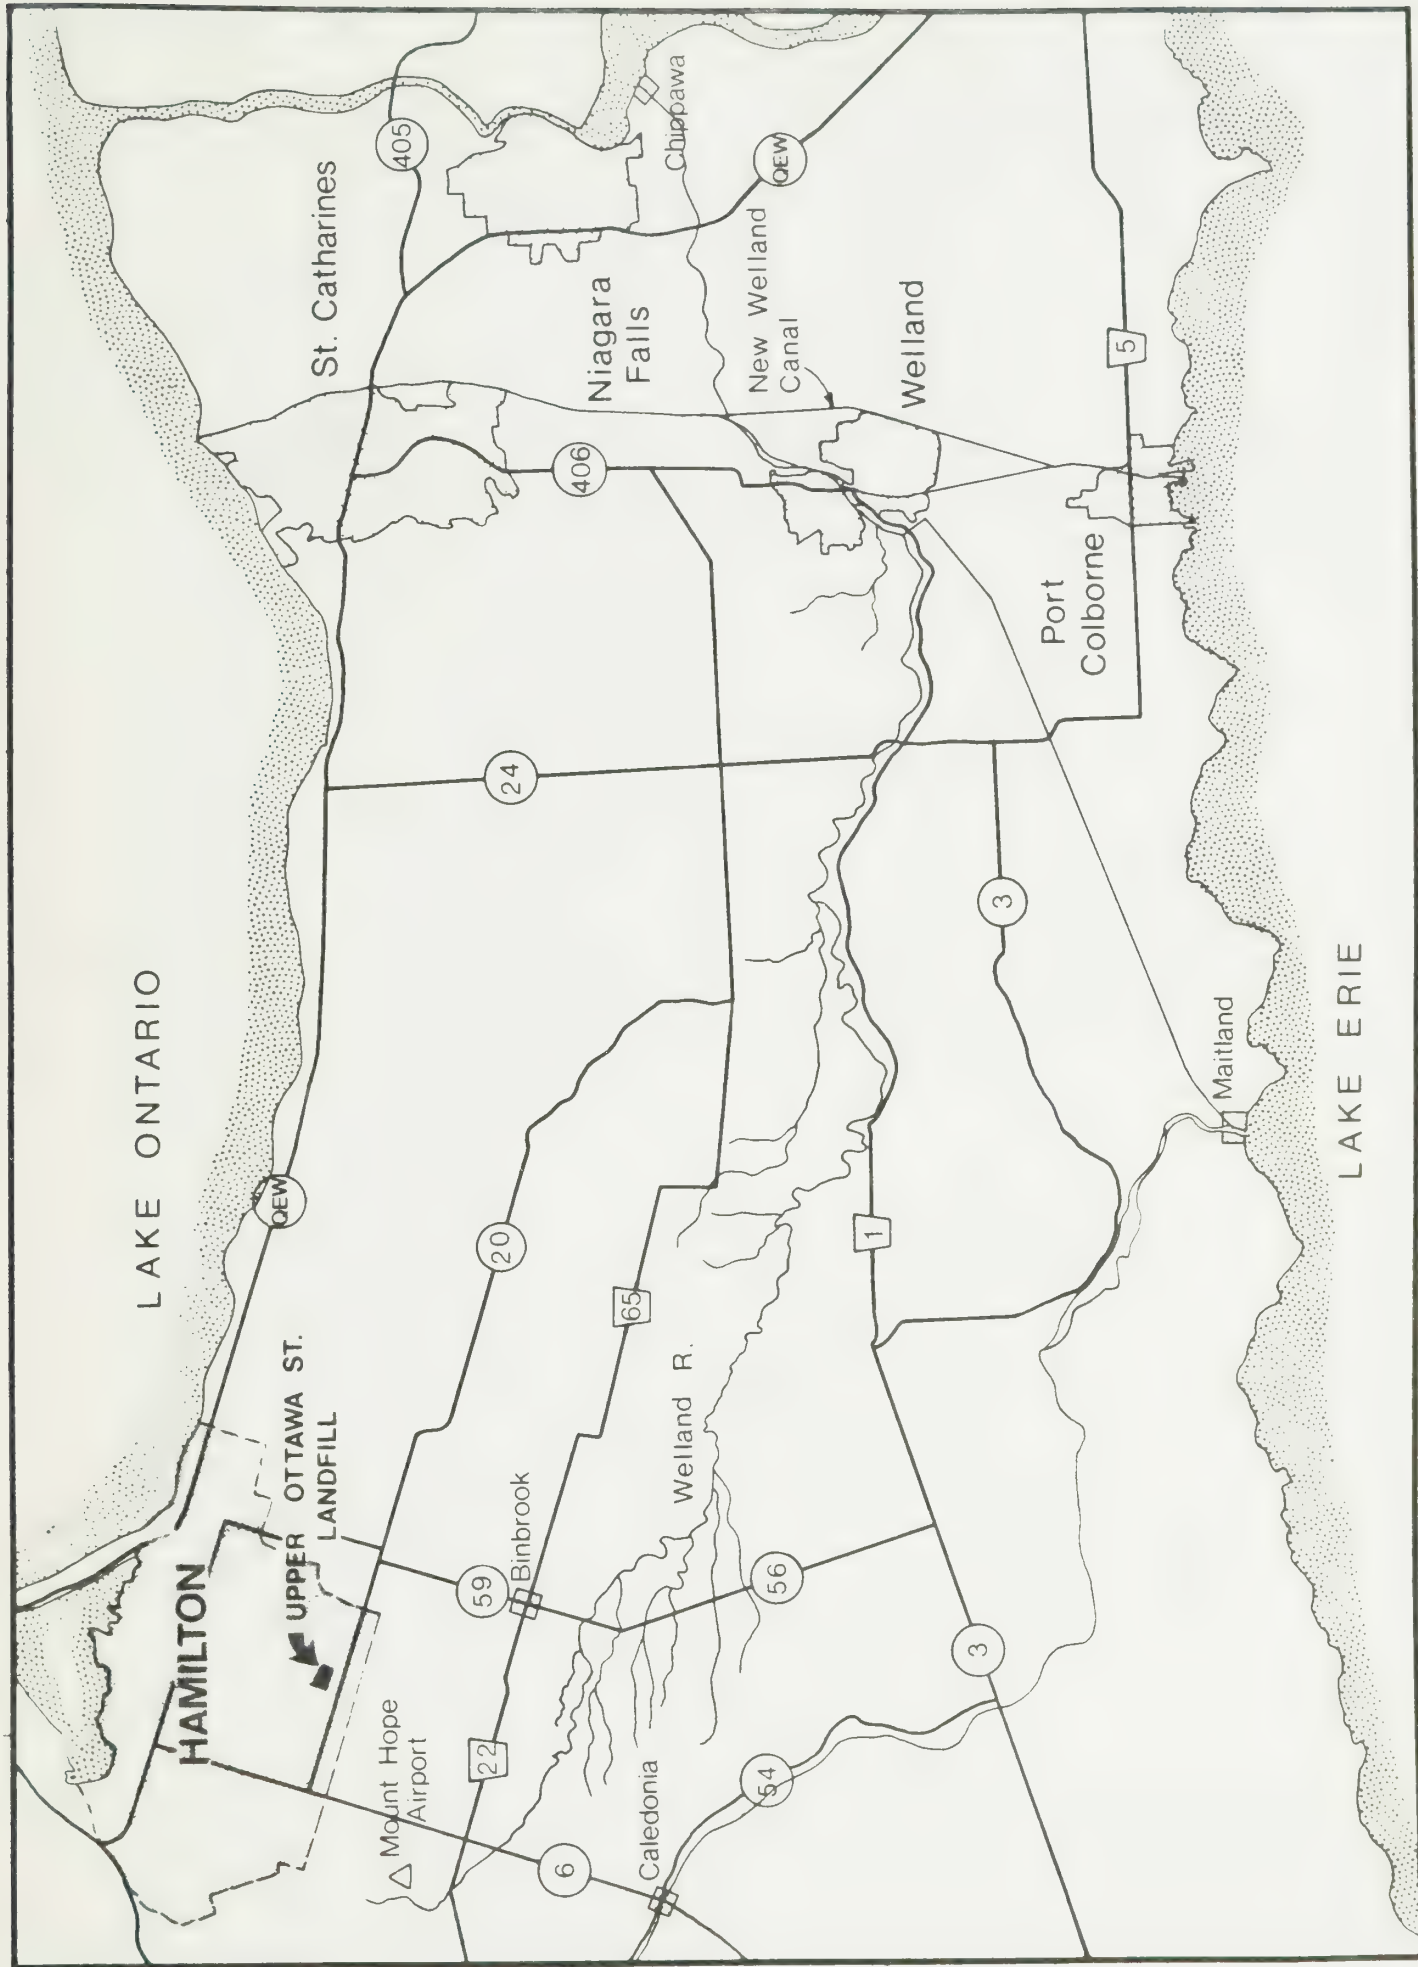 LAKE ONTARIO
HAMILTON
UPPER OTTAWA ST.
LANDFILL
QEW
St. Catharines
405
Niagara
Falls
Chippawa
QEW
New Welland
Canal
Welland
406
24
20
65
59
Binbrook
Mount Hope
Airport
22
6
Caledonia
54
56
Welland R.
1
3
3
Port
Colborne
5
Maitland
LAKE ERIE